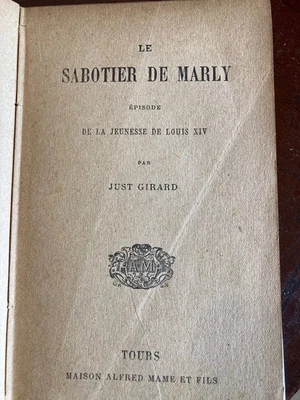 LE
SABOTIER DE MARLY
ÉPISODE
DE LA JEUNESSE DE LOUIS XIV
PAR
JUST GIRARD
AM
TOURS
MAISON ALFRED MAME ET FILS